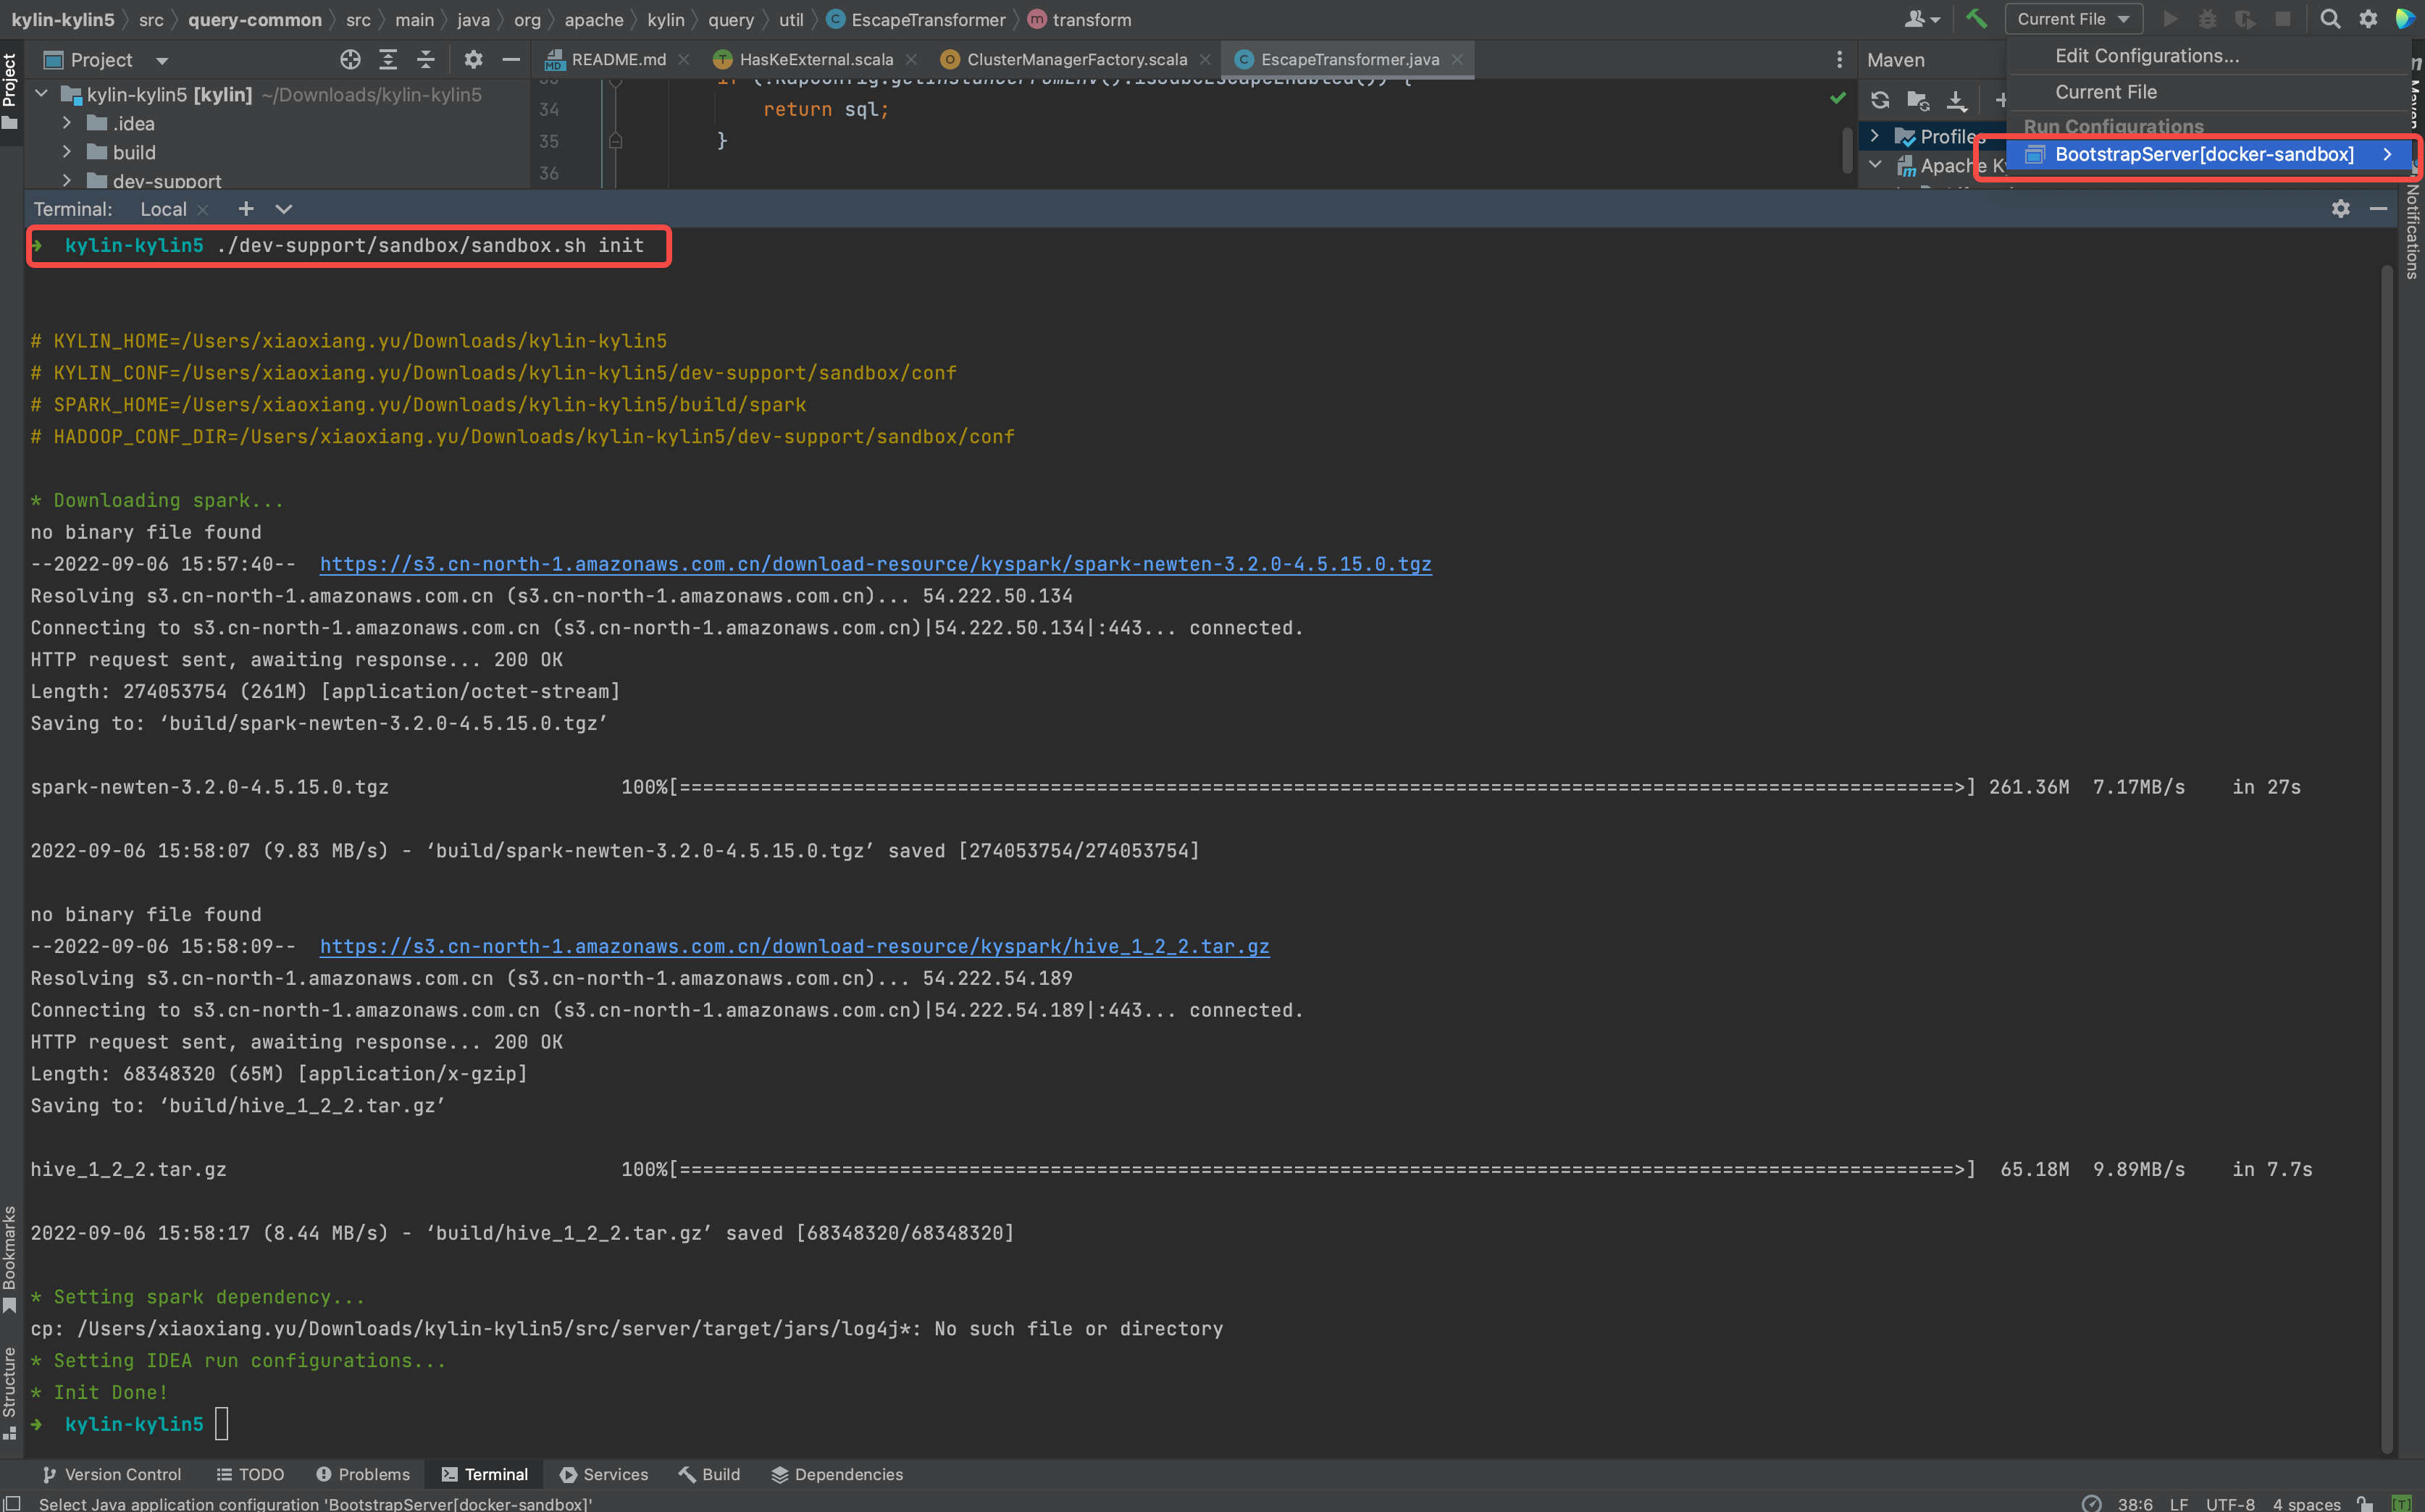 kylin-kylin5 src query-common src main java org apache kylin query util EscapeTransformer transform
Current File
Project
README.md HasKeExternal.scala ClusterManagerFactory.scala EscapeTransformer.java
Maven
Edit Configurations...
Current File
Run Configurations
BootstrapServer[docker-sandbox]
Project
kylin-kylin5 [kylin] ~/Downloads/kylin-kylin5
.idea
build
dev-support
34 return sql;
35 }
36
Profiles
Apache Ky
Maven
Notifications
Terminal: Local
kylin-kylin5 ./dev-support/sandbox/sandbox.sh init
# KYLIN_HOME=/Users/xiaoxiang.yu/Downloads/kylin-kylin5
# KYLIN_CONF=/Users/xiaoxiang.yu/Downloads/kylin-kylin5/dev-support/sandbox/conf
# SPARK_HOME=/Users/xiaoxiang.yu/Downloads/kylin-kylin5/build/spark
# HADOOP_CONF_DIR=/Users/xiaoxiang.yu/Downloads/kylin-kylin5/dev-support/sandbox/conf
* Downloading spark...
no binary file found
--2022-09-06 15:57:40-- https://s3.cn-north-1.amazonaws.com.cn/download-resource/kyspark/spark-newten-3.2.0-4.5.15.0.tgz
Resolving s3.cn-north-1.amazonaws.com.cn (s3.cn-north-1.amazonaws.com.cn)... 54.222.50.134
Connecting to s3.cn-north-1.amazonaws.com.cn (s3.cn-north-1.amazonaws.com.cn)|54.222.50.134|:443... connected.
HTTP request sent, awaiting response... 200 OK
Length: 274053754 (261M) [application/octet-stream]
Saving to: ‘build/spark-newten-3.2.0-4.5.15.0.tgz’
spark-newten-3.2.0-4.5.15.0.tgz 100%[==============================================================================================================>] 261.36M 7.17MB/s in 27s
2022-09-06 15:58:07 (9.83 MB/s) - ‘build/spark-newten-3.2.0-4.5.15.0.tgz’ saved [274053754/274053754]
no binary file found
--2022-09-06 15:58:09-- https://s3.cn-north-1.amazonaws.com.cn/download-resource/kyspark/hive_1_2_2.tar.gz
Resolving s3.cn-north-1.amazonaws.com.cn (s3.cn-north-1.amazonaws.com.cn)... 54.222.54.189
Connecting to s3.cn-north-1.amazonaws.com.cn (s3.cn-north-1.amazonaws.com.cn)|54.222.54.189|:443... connected.
HTTP request sent, awaiting response... 200 OK
Length: 68348320 (65M) [application/x-gzip]
Saving to: ‘build/hive_1_2_2.tar.gz’
hive_1_2_2.tar.gz 100%[==============================================================================================================>] 65.18M 9.89MB/s in 7.7s
2022-09-06 15:58:17 (8.44 MB/s) - ‘build/hive_1_2_2.tar.gz’ saved [68348320/68348320]
* Setting spark dependency...
cp: /Users/xiaoxiang.yu/Downloads/kylin-kylin5/src/server/target/jars/log4j*: No such file or directory
* Setting IDEA run configurations...
* Init Done!
kylin-kylin5
Bookmarks
Structure
Version Control TODO Problems Terminal Services Build Dependencies
Select Java application configuration 'BootstrapServer[docker-sandbox]'
38:6 LF UTF-8 4 spaces